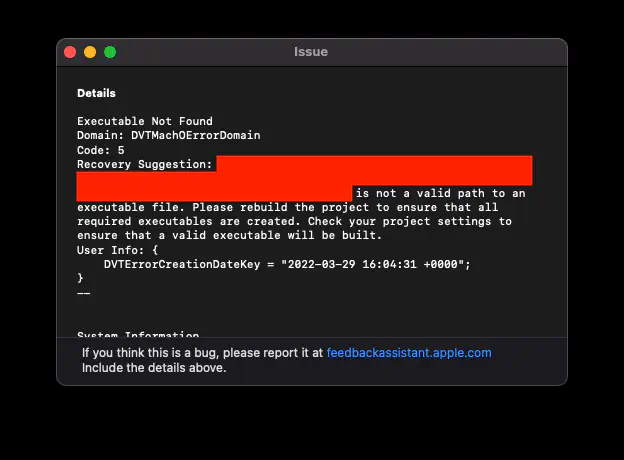 Issue
Details
Executable Not Found
Domain: DVTMachOErrorDomain
Code: 5
Recovery Suggestion:
is not a valid path to an
executable file. Please rebuild the project to ensure that all
required executables are created. Check your project settings to
ensure that a valid executable will be built.
User Info: {
    DVTErrorCreationDateKey = "2022-03-29 16:04:31 +0000";
}
--
System Information
If you think this is a bug, please report it at feedbackassistant.apple.com
Include the details above.